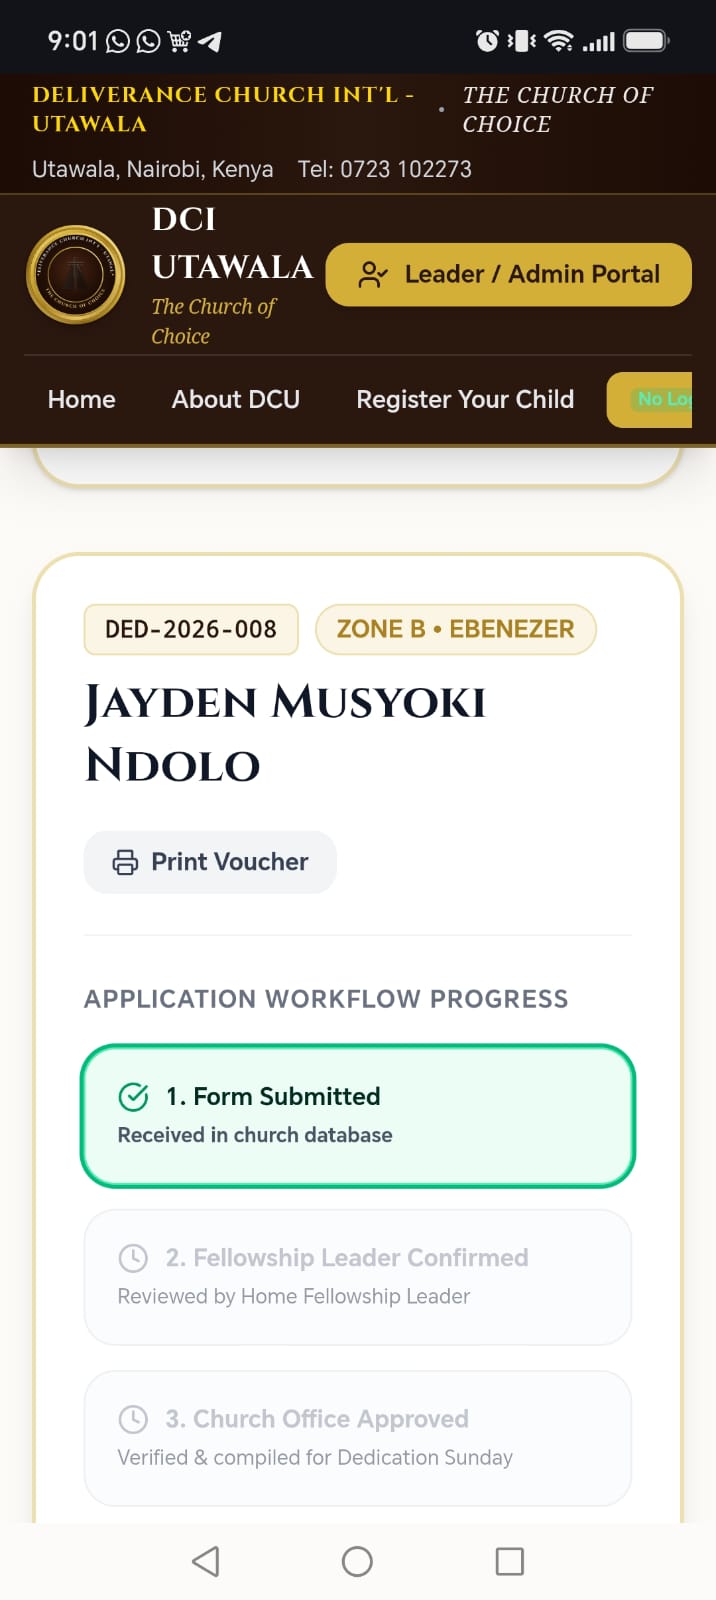 9:01
DELIVERANCE CHURCH INT'L -
UTAWALA
•
THE CHURCH OF
CHOICE
Utawala, Nairobi, Kenya Tel: 0723 102273
DCI
UTAWALA
The Church of
Choice
Leader / Admin Portal
Home About DCU Register Your Child No Log
DED-2026-008 ZONE B • EBENEZER
JAYDEN MUSYOKI
NDOLO
Print Voucher
APPLICATION WORKFLOW PROGRESS
1. Form Submitted
Received in church database
2. Fellowship Leader Confirmed
Reviewed by Home Fellowship Leader
3. Church Office Approved
Verified & compiled for Dedication Sunday